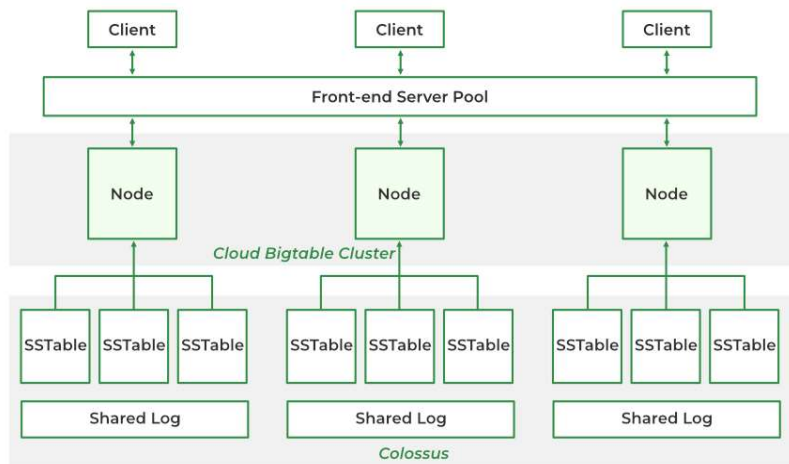 Client
Client
Client
Front-end Server Pool
Node
Node
Node
Cloud Bigtable Cluster
SSTable
SSTable
SSTable
SSTable
SSTable
SSTable
SSTable
SSTable
SSTable
Shared Log
Shared Log
Shared Log
Colossus